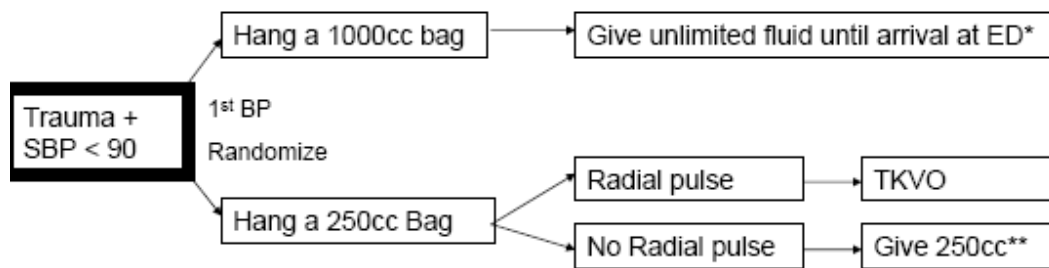 Hang a 1000cc bag
Give unlimited fluid until arrival at ED*
Trauma +
SBP < 90
1st BP
Randomize
Radial pulse
TKVO
Hang a 250cc Bag
No Radial pulse
Give 250cc**